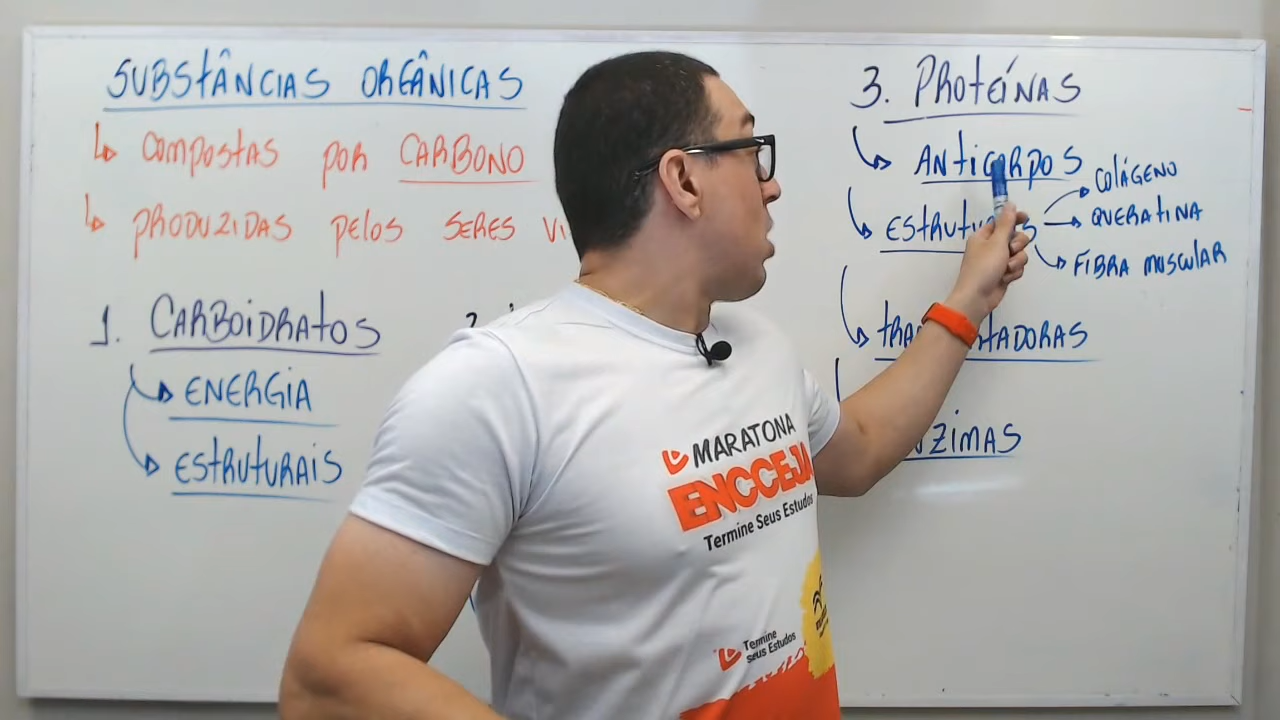 SUBSTÂNCIAS ORGÂNICAS
COMPOSTAS POR CARBONO
PRODUZIDAS PELOS SERES
1. CARBOIDRATOS
ENERGIA
ESTRUTURAIS
3. PROTEÍNAS
ANTICORPOS
COLÁGENO
QUERATINA
FIBRA MUSCULAR
MARATONA
ENCCEJA
Termine Seus Estudos
Termine
seus Estudos